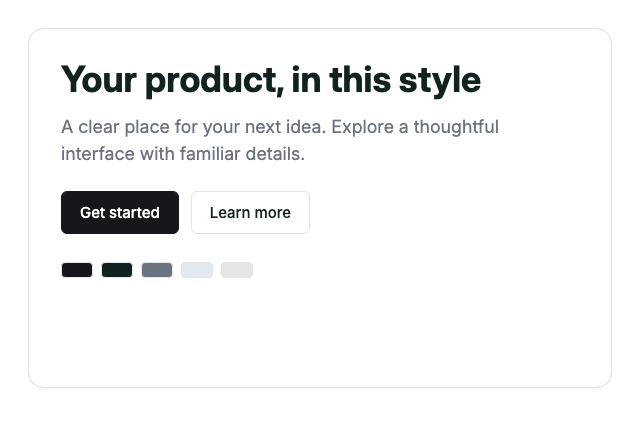 Your product, in this style
A clear place for your next idea. Explore a thoughtful
interface with familiar details.
Get started
Learn more